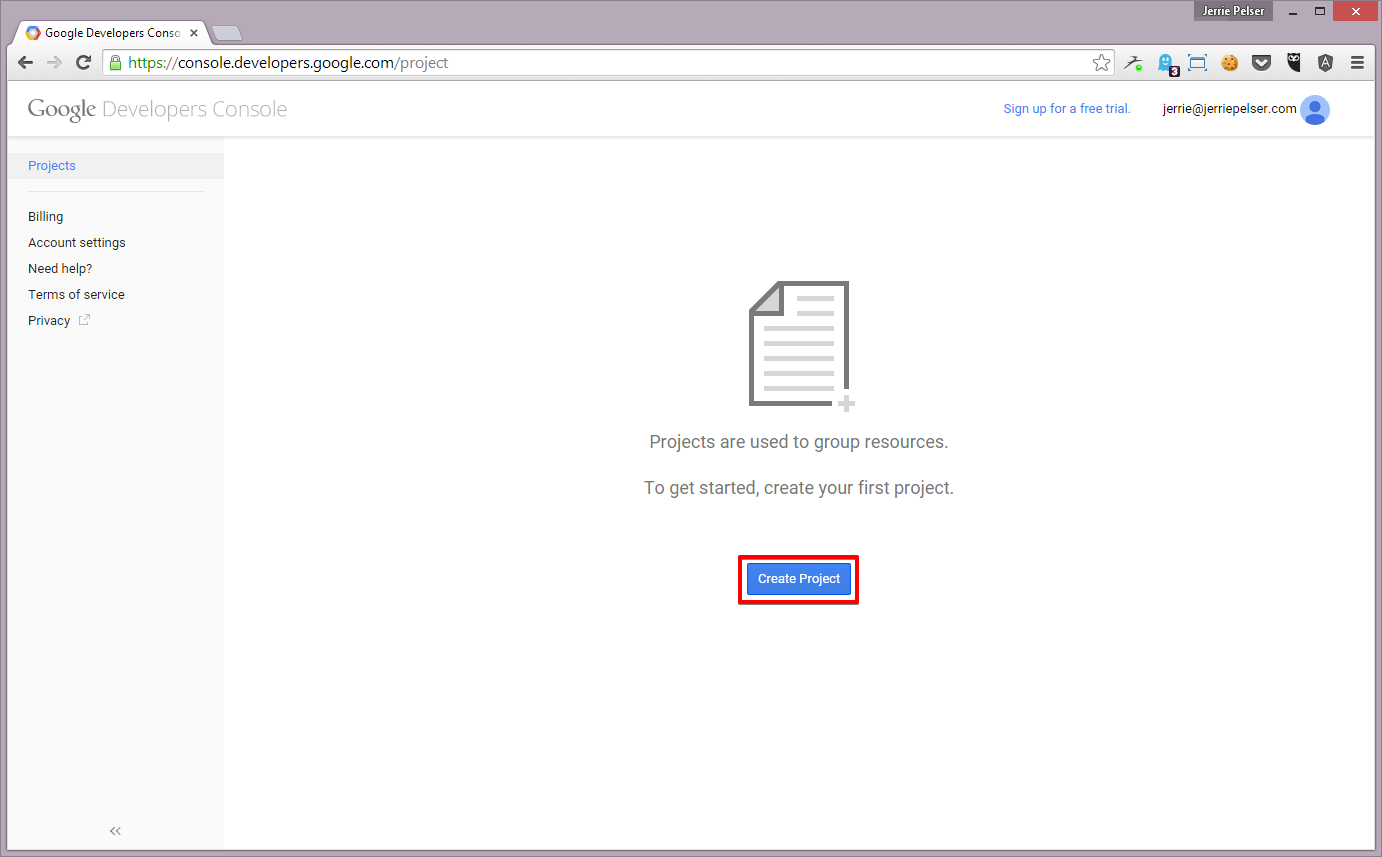 Jerrie Pelser
Google Developers Conso
https://console.developers.google.com/project
3
Google Developers Console
Sign up for a free trial.
jerrie@jerriepelser.com
Projects
Billing
Account settings
Need help?
Terms of service
Privacy
Projects are used to group resources.
To get started, create your first project.
Create Project